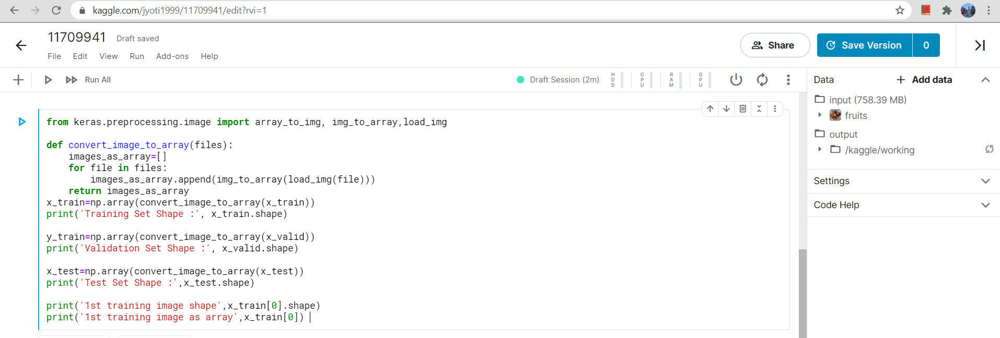 kaggle.com/jyoti1999/11709941/edit?rvi=1
11709941 Draft saved
File Edit View Run Add-ons Help
Share
Save Version 0
Run All
Draft Session (2m) HDD CPU RAM GPU
from keras.preprocessing.image import array_to_img, img_to_array,load_img
def convert_image_to_array(files):
    images_as_array=[]
    for file in files:
        images_as_array.append(img_to_array(load_img(file)))
    return images_as_array
x_train=np.array(convert_image_to_array(x_train))
print('Training Set Shape :', x_train.shape)
y_train=np.array(convert_image_to_array(x_valid))
print('Validation Set Shape :', x_valid.shape)
x_test=np.array(convert_image_to_array(x_test))
print('Test Set Shape :',x_test.shape)
print('1st training image shape',x_train[0].shape)
print('1st training image as array',x_train[0])
Data + Add data
input (758.39 MB)
fruits
output
/kaggle/working
Settings
Code Help